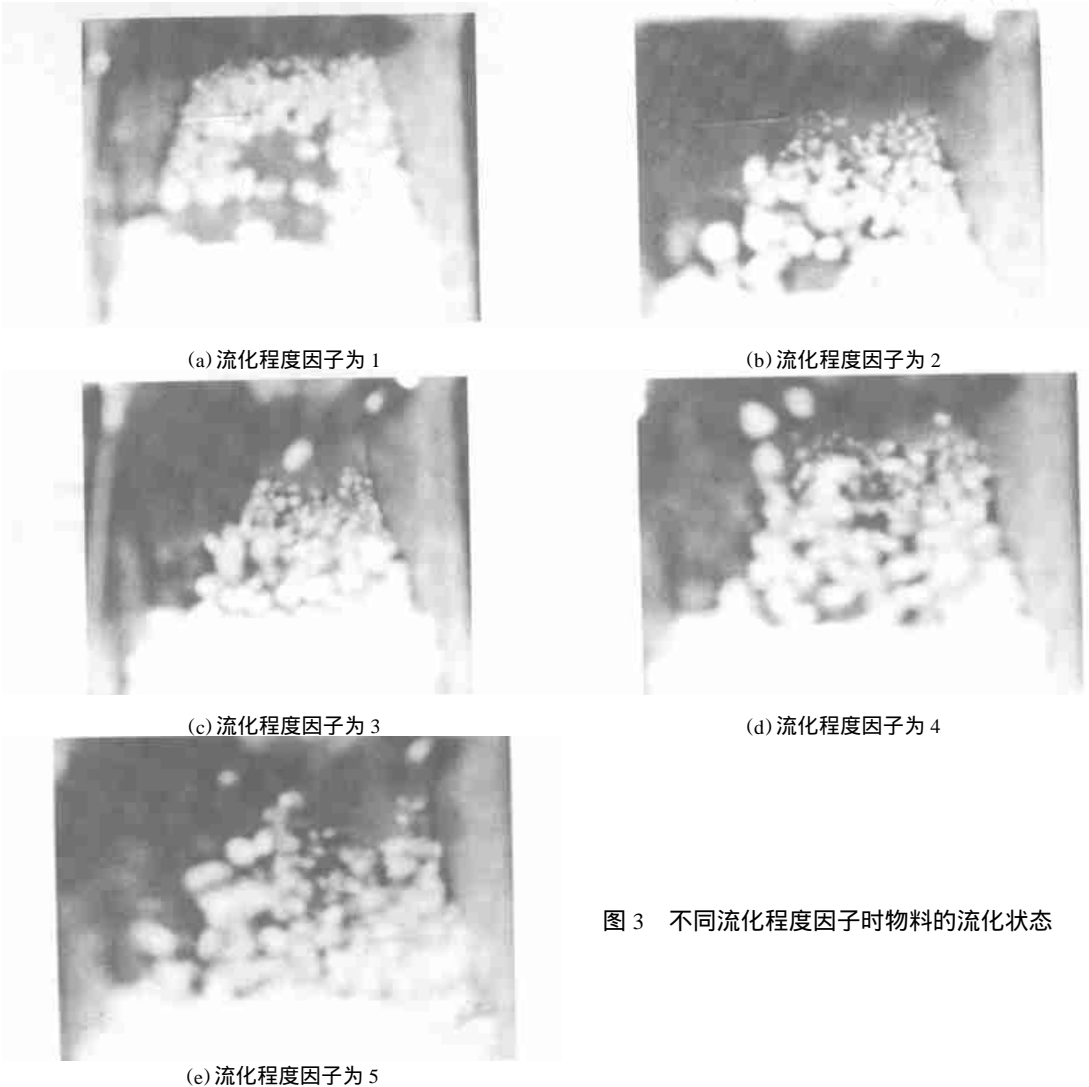 (a) 流化程度因子为 1
(b) 流化程度因子为 2
(c) 流化程度因子为 3
(d) 流化程度因子为 4
图 3 不同流化程度因子时物料的流化状态
(e) 流化程度因子为 5